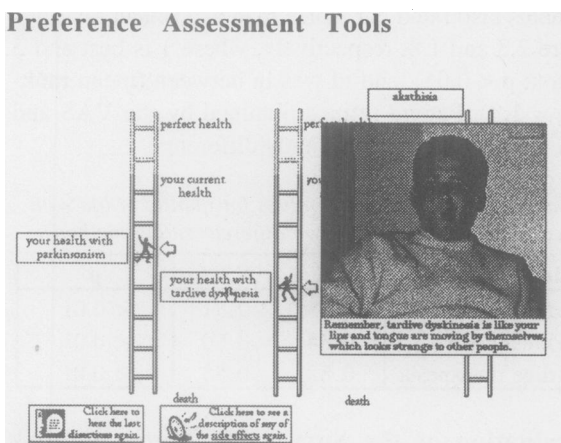 Preference Assessment Tools
akathisia
perfect health
your current
health
your health with
parkinsonism
your health with
tardive dyskinesia
Remember, tardive dyskinesia is like your
lips and tongue are moving by themselves,
which looks strange to other people.
death
death
Click here to
hear the last
directions again.
Click here to see a
description of any of
the side effects again.